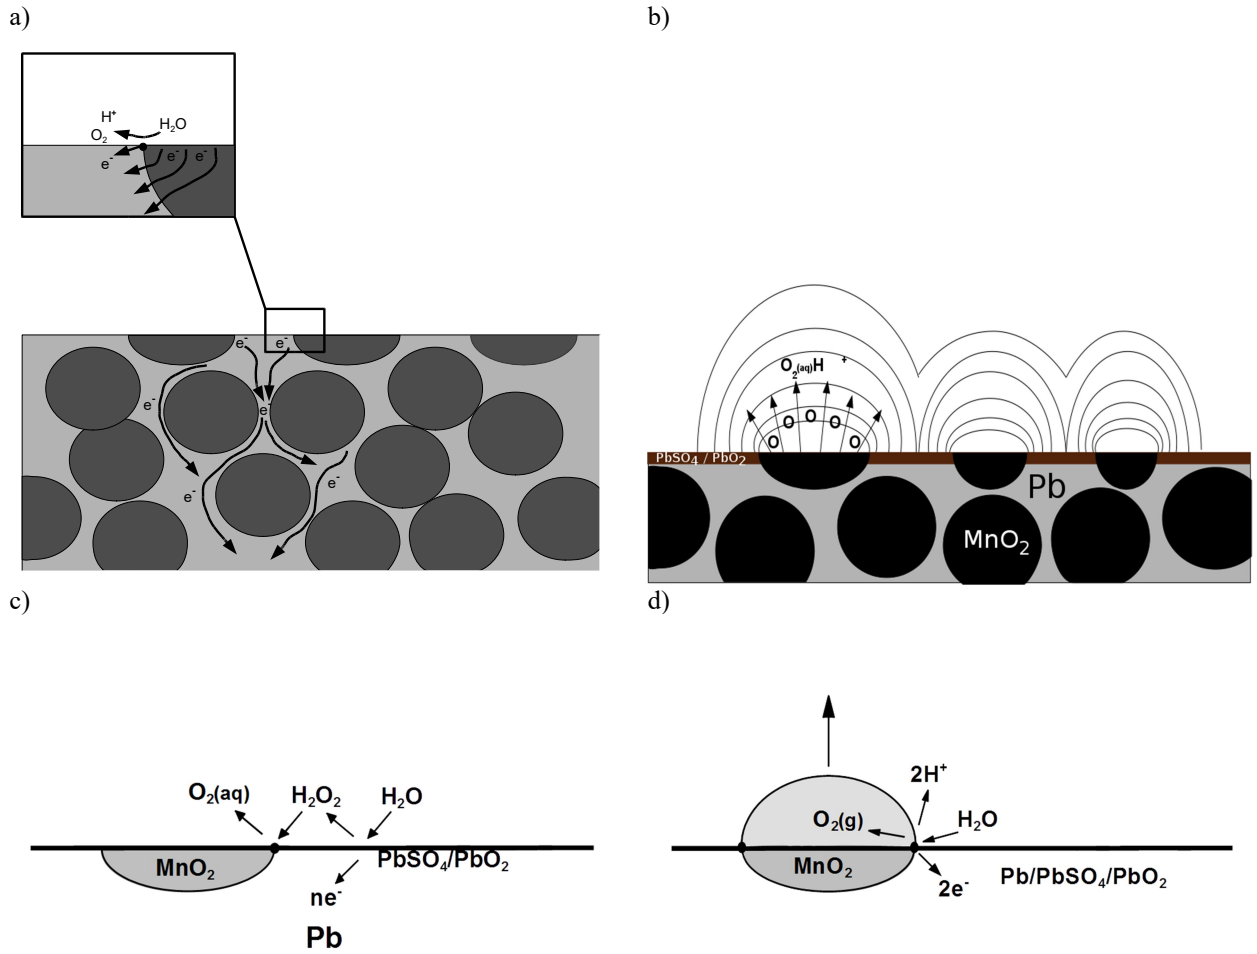 a)
H⁺
H₂O
O₂
e⁻
e⁻ e⁻
e⁻ e⁻
e⁻
e⁻
e⁻
e⁻
b)
O₂(aq)H⁺
O O O O O
PbSO₄ / PbO₂
Pb
MnO₂
c)
O₂(aq) H₂O₂ H₂O
MnO₂ PbSO₄/PbO₂
ne⁻
Pb
d)
2H⁺
O₂(g) H₂O
MnO₂ Pb/PbSO₄/PbO₂
2e⁻